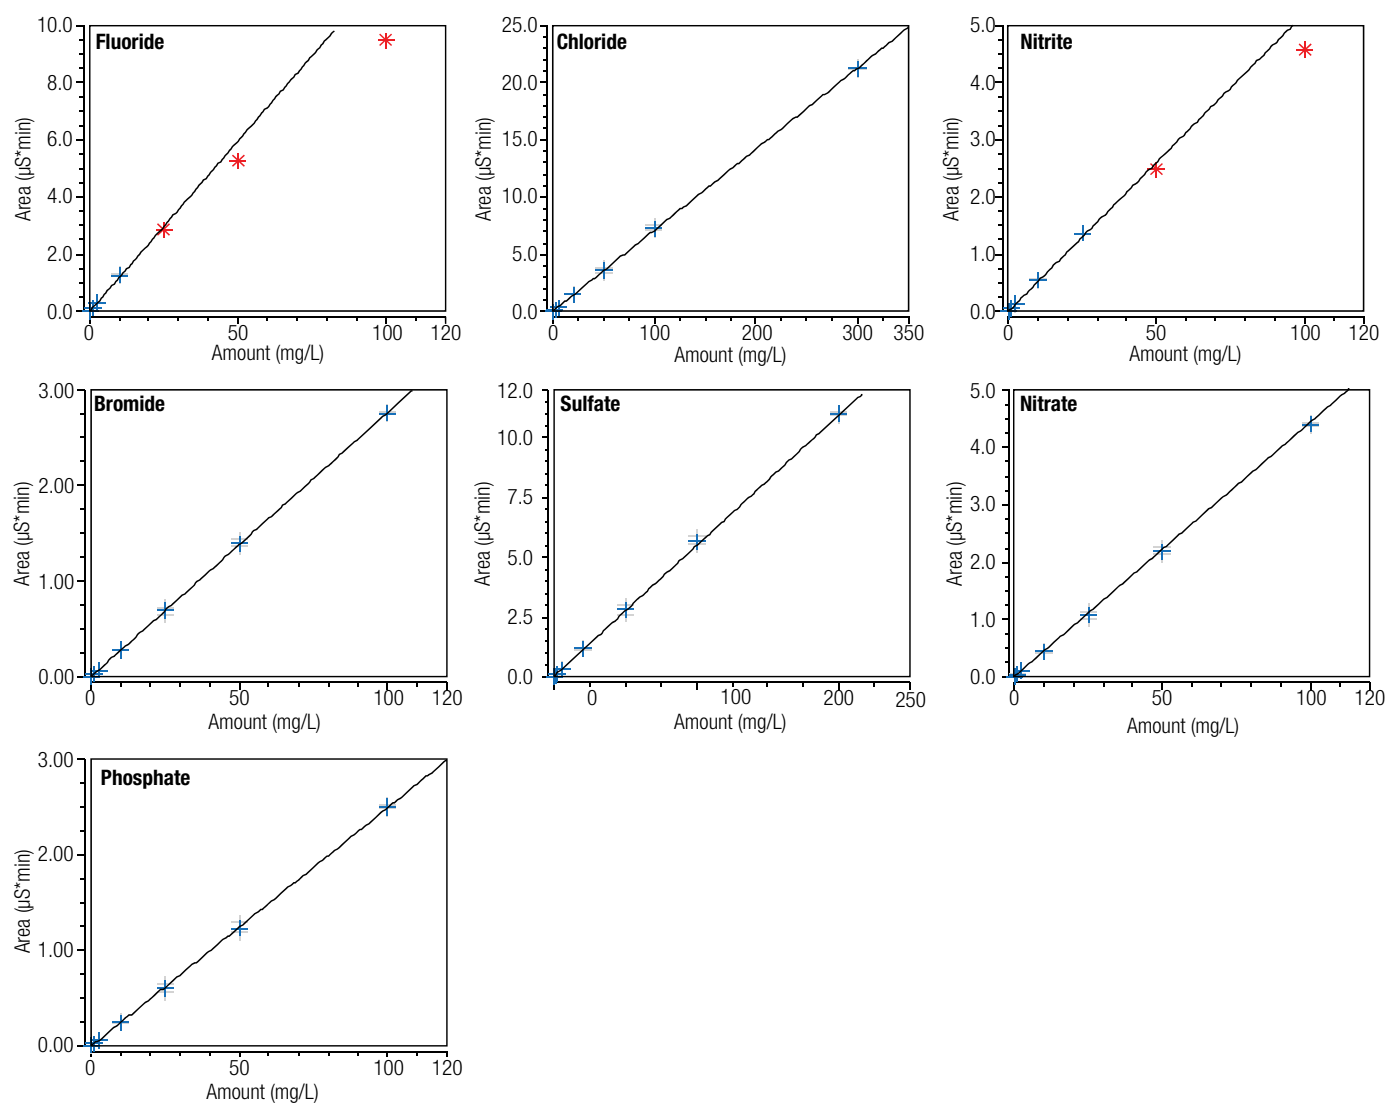 Fluoride
10.0
8.0
6.0
4.0
2.0
0.0
0 50 100 120
Area (µS*min)
Amount (mg/L)
Chloride
25.0
20.0
15.0
10.0
5.0
0.0
0 100 200 300 350
Area (µS*min)
Amount (mg/L)
Nitrite
5.0
4.0
3.0
2.0
1.0
0.0
0 50 100 120
Area (µS*min)
Amount (mg/L)
Bromide
3.00
2.00
1.00
0.00
0 50 100 120
Area (µS*min)
Amount (mg/L)
Sulfate
12.0
10.0
7.5
5.0
2.5
0.0
0 100 200 250
Area (µS*min)
Amount (mg/L)
Nitrate
5.0
4.0
3.0
2.0
1.0
0.0
0 50 100 120
Area (µS*min)
Amount (mg/L)
Phosphate
3.00
2.00
1.00
0.00
0 50 100 120
Area (µS*min)
Amount (mg/L)